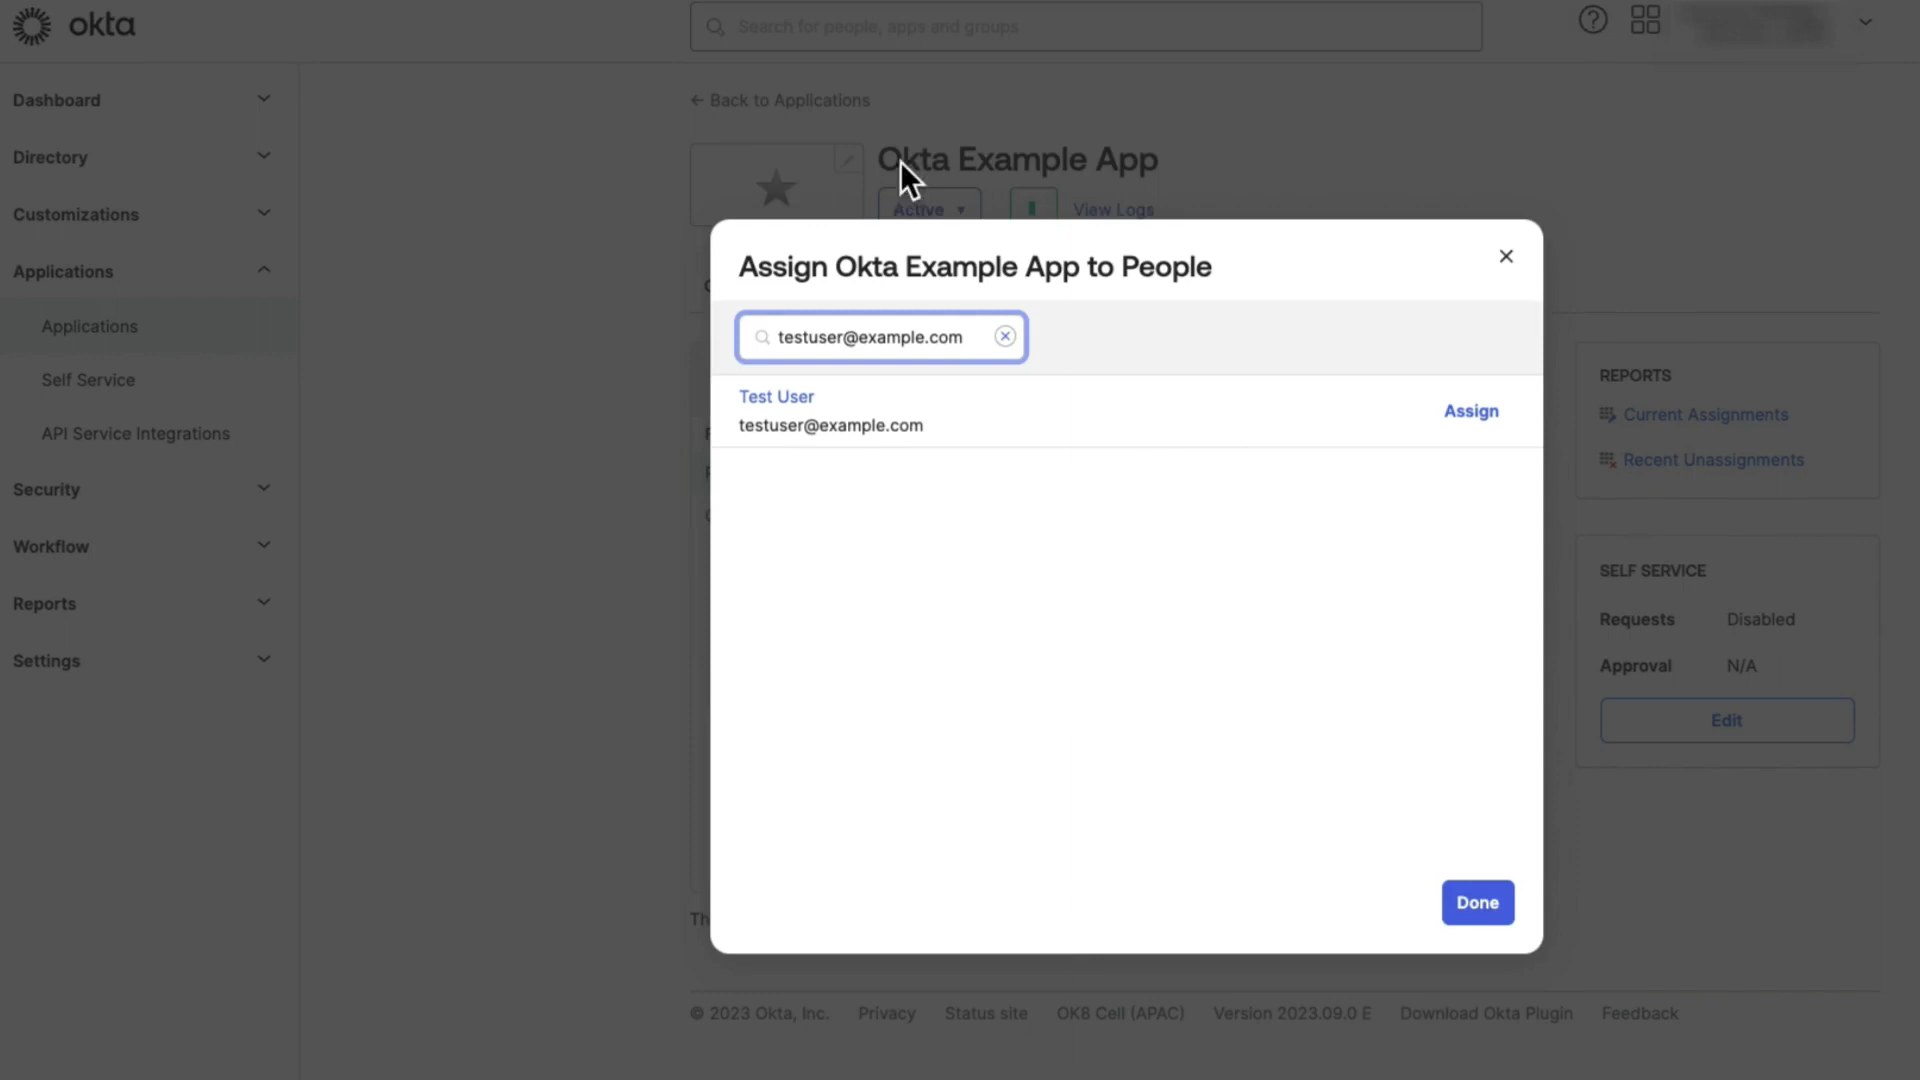 okta
Search for people, apps and groups
Dashboard
Directory
Customizations
Applications
Applications
Self Service
API Service Integrations
Security
Workflow
Reports
Settings
← Back to Applications
Okta Example App
Active ▼
View Logs
Assign Okta Example App to People
testuser@example.com
Test User
testuser@example.com
Assign
Done
REPORTS
Current Assignments
Recent Unassignments
SELF SERVICE
Requests Disabled
Approval N/A
Edit
Th
© 2023 Okta, Inc. Privacy Status site OK8 Cell (APAC) Version 2023.09.0 E Download Okta Plugin Feedback